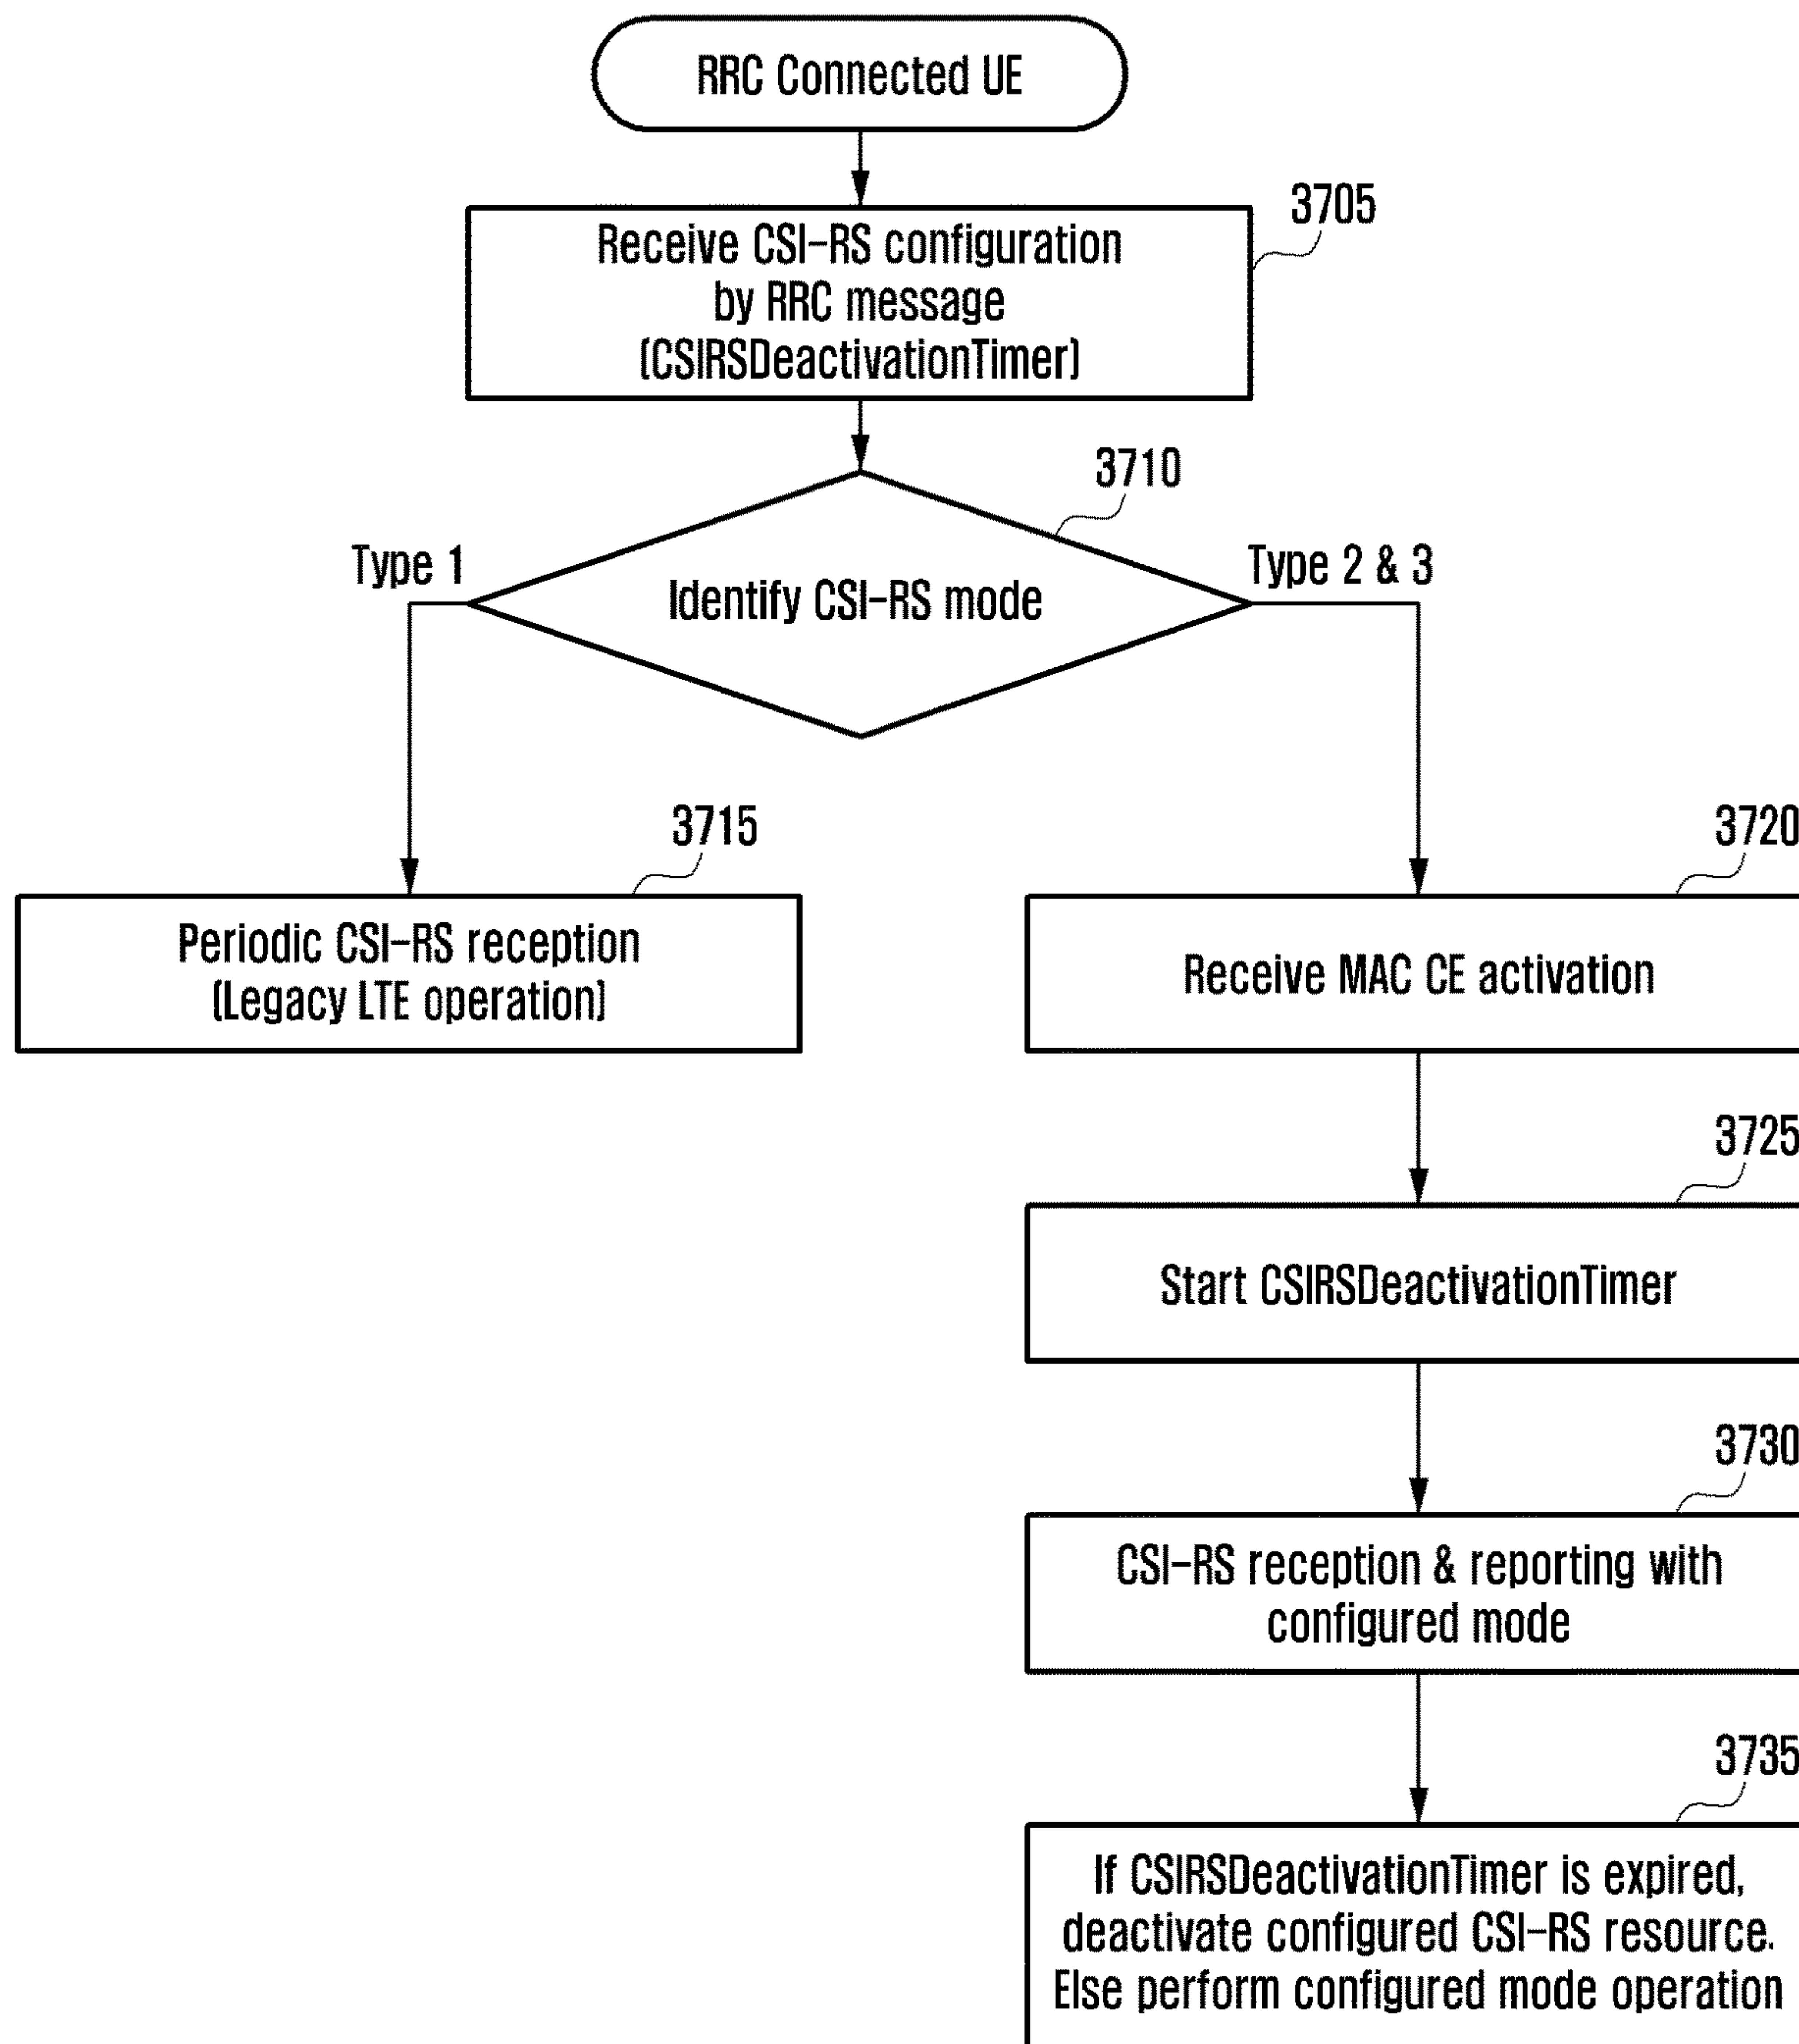 RRC Connected UE
3705
Receive CSI-RS configuration
by RRC message
(CSIRSDeactivationTimer)
3710
Type 1
Identify CSI-RS mode
Type 2 & 3
3715
Periodic CSI-RS reception
(Legacy LTE operation)
3720
Receive MAC CE activation
3725
Start CSIRSDeactivationTimer
3730
CSI-RS reception & reporting with
configured mode
3735
If CSIRSDeactivationTimer is expired,
deactivate configured CSI-RS resource.
Else perform configured mode operation